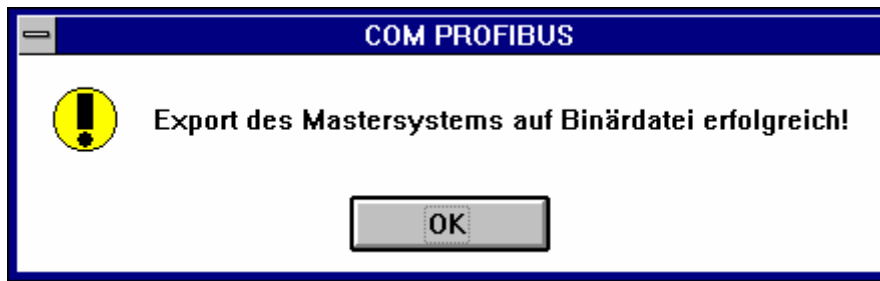 COM PROFIBUS
Export des Mastersystems auf Binärdatei erfolgreich!
OK